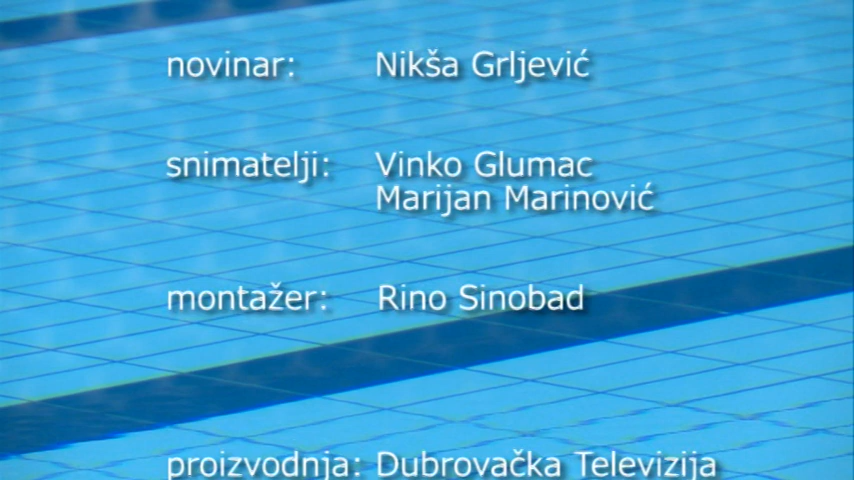 novinar: Nikša Grljević
snimatelji: Vinko Glumac
Marijan Marinović
montažer: Rino Sinobad
proizvodnja: Dubrovačka Televizija